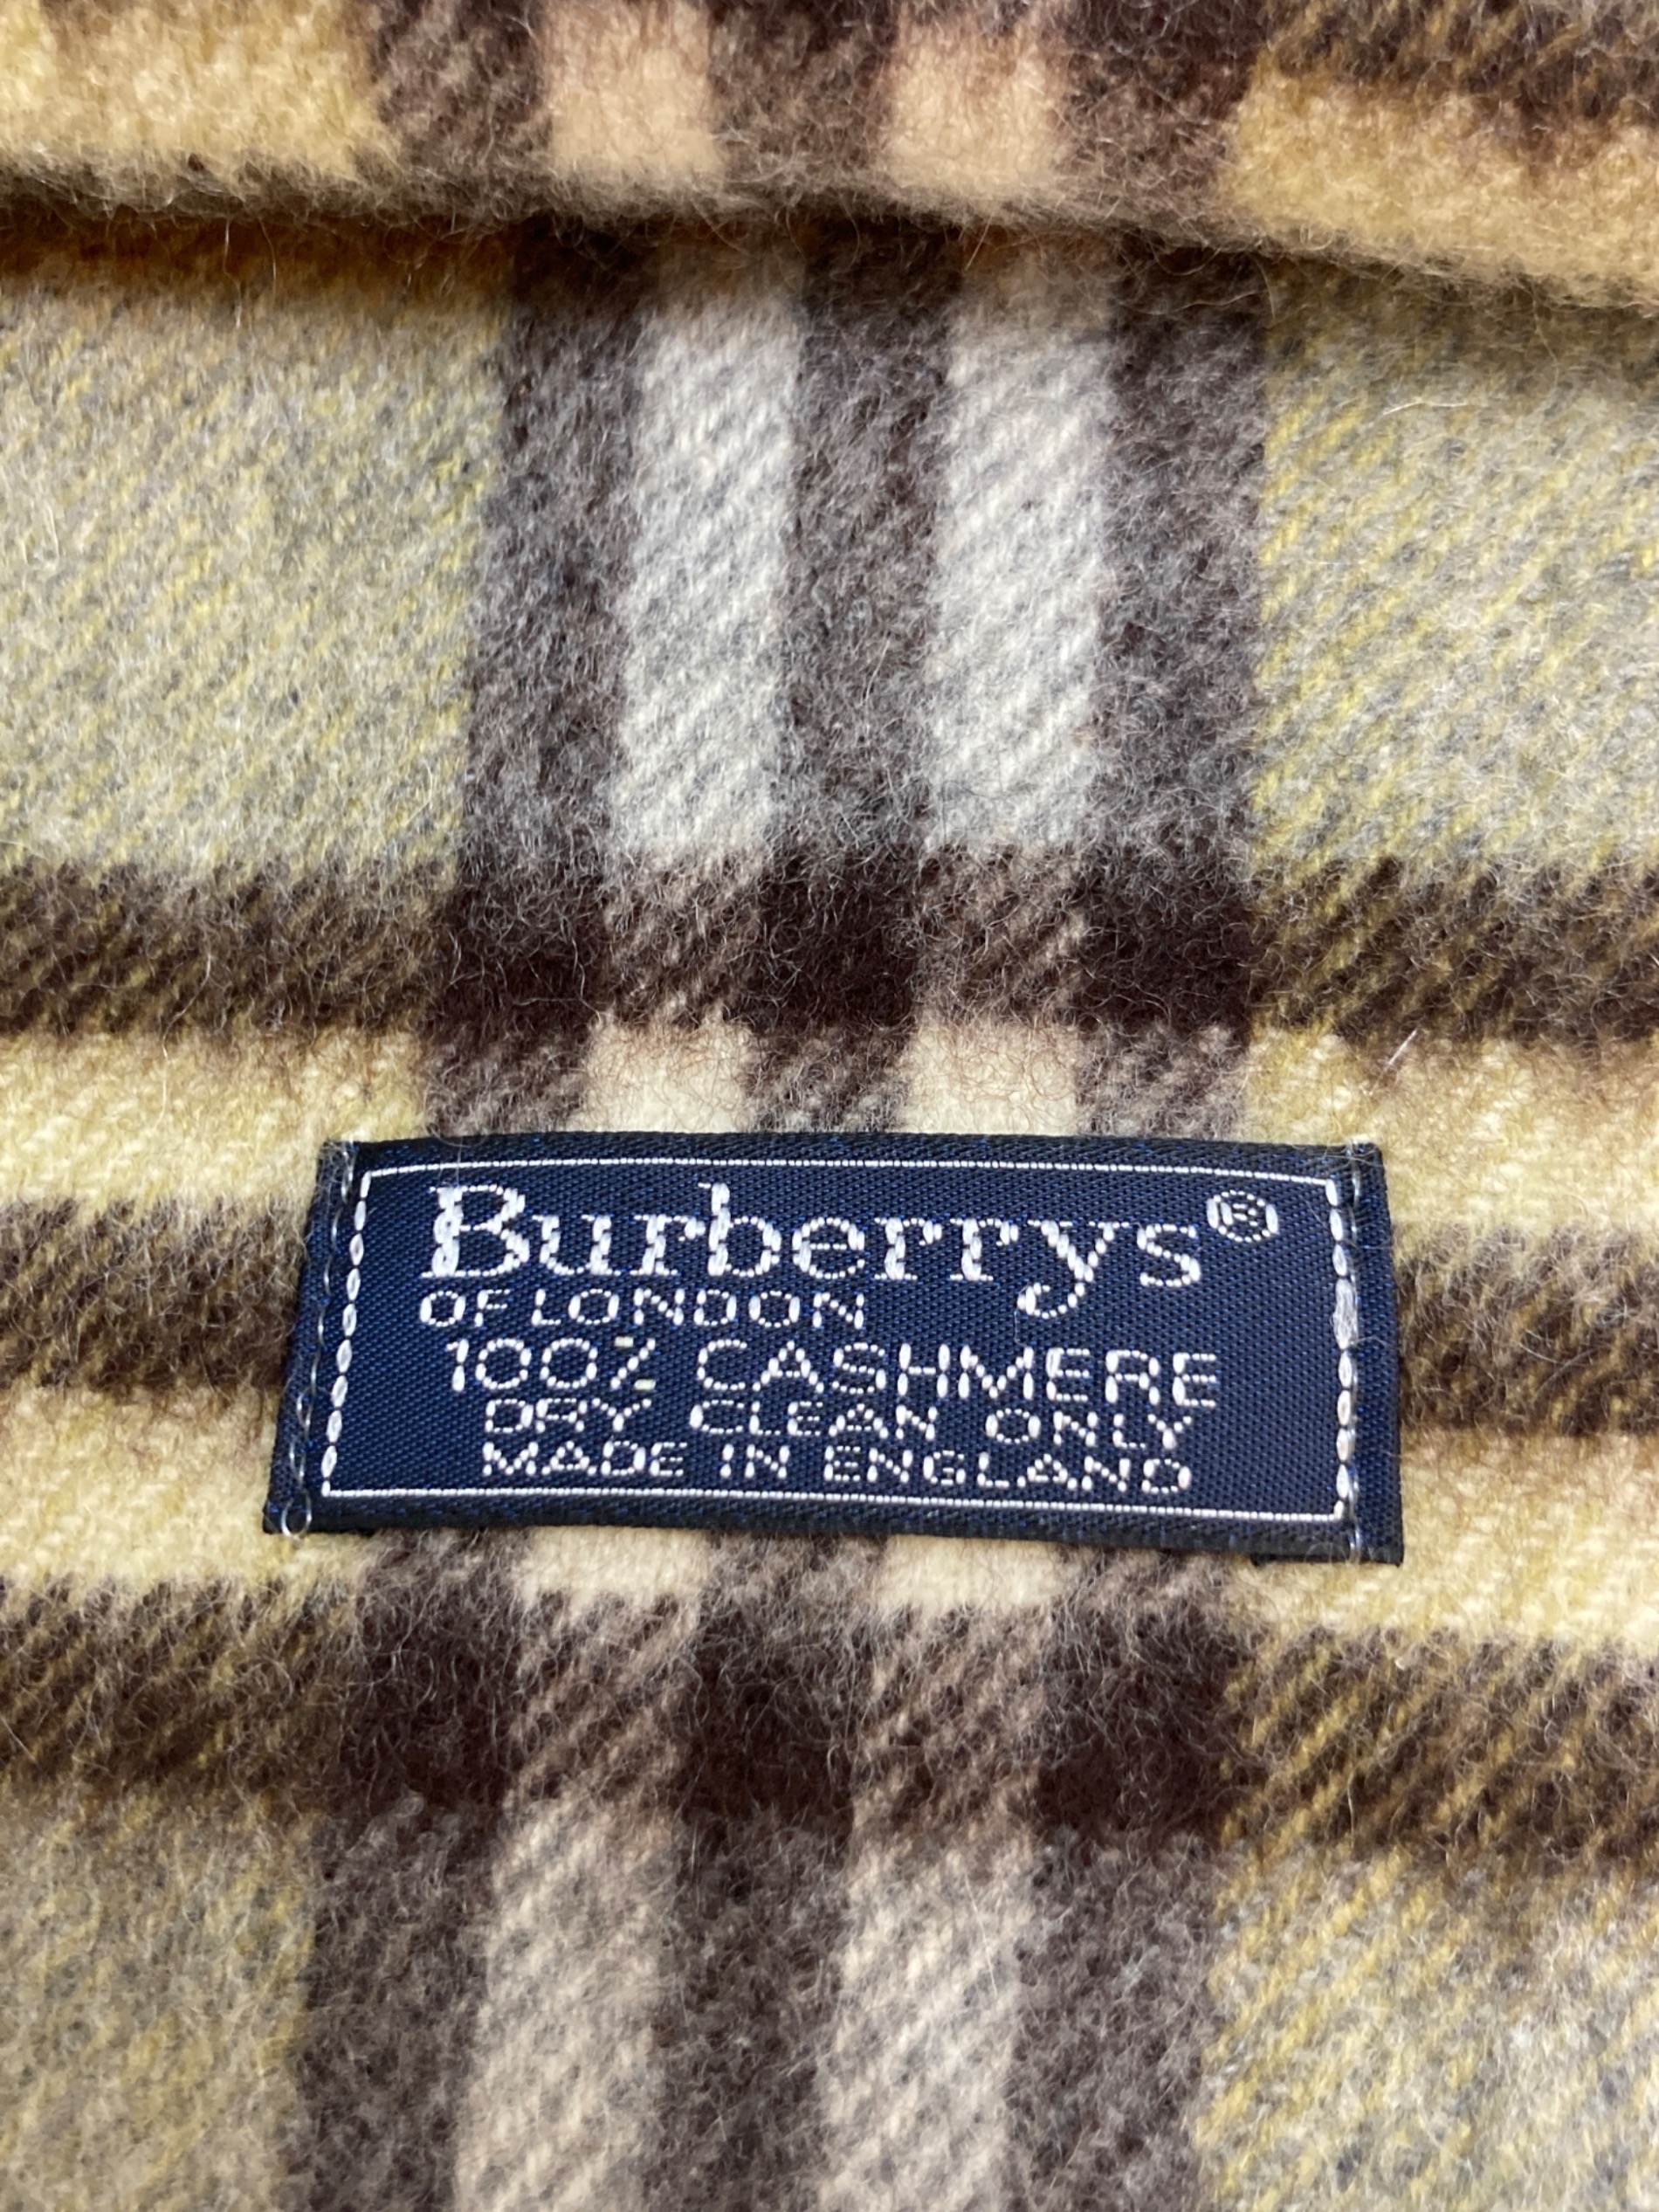 Burberrys®
OF LONDON
100% CASHMERE
DRY CLEAN ONLY
MADE IN ENGLAND